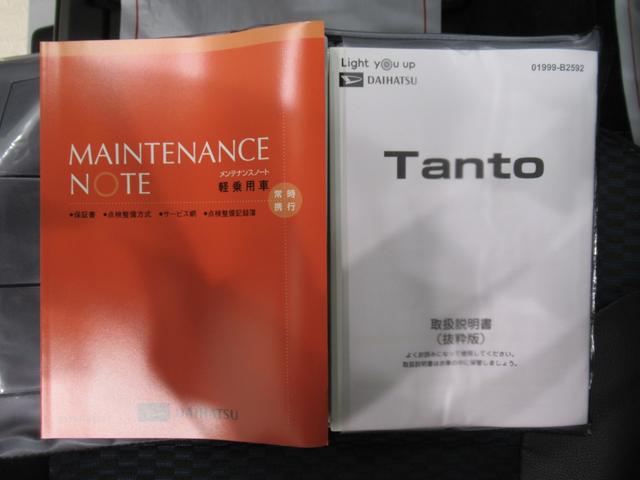 MAINTENANCE
NOTE
メンテナンスノート
軽乗用車
常時
携行
●保証書 ●点検整備方式 ●サービス網 ●点検整備記録簿
DAIHATSU
Light you up
DAIHATSU
01999-B2592
Tanto
取扱説明書
(抜粋版)
よくお読みになって使用してください。
取扱説明書はお車の中に保管しましょう。